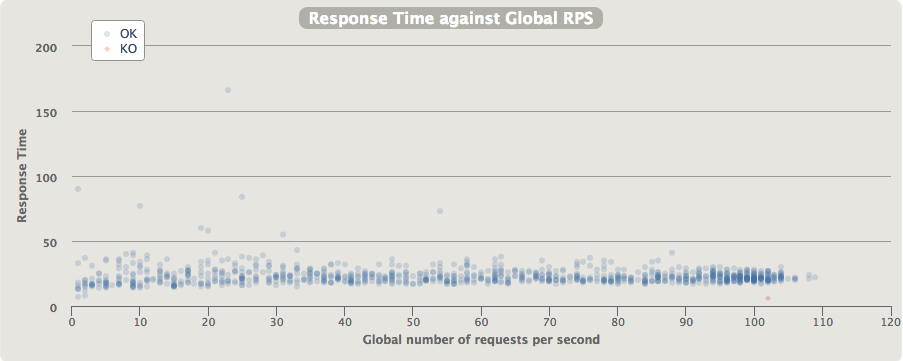 Response Time against Global RPS
OK
KO
200
150
100
50
0
Response Time
0 10 20 30 40 50 60 70 80 90 100 110 120
Global number of requests per second